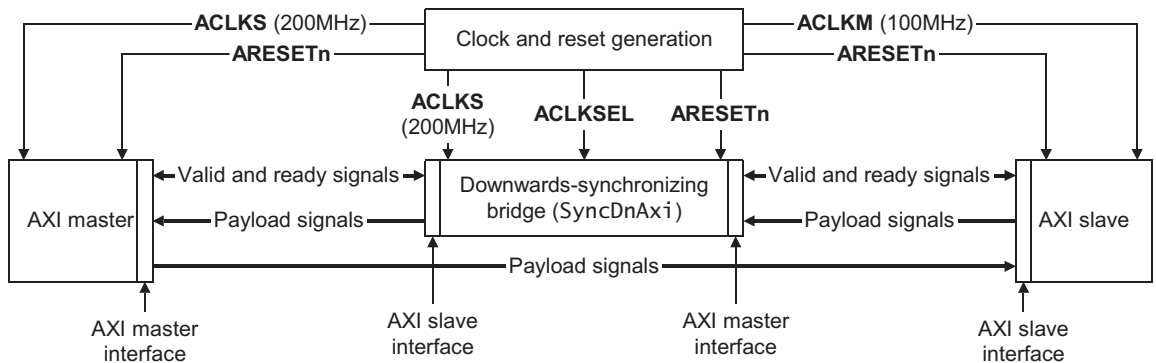 ACLKS (200MHz)
ARESETn
Clock and reset generation
ACLKM (100MHz)
ARESETn
ACLKS
(200MHz)
ACLKSEL
ARESETn
AXI master
Valid and ready signals
Payload signals
Downwards-synchronizing
bridge (SyncDnAxi)
Valid and ready signals
Payload signals
AXI slave
Payload signals
AXI master
interface
AXI slave
interface
AXI master
interface
AXI slave
interface